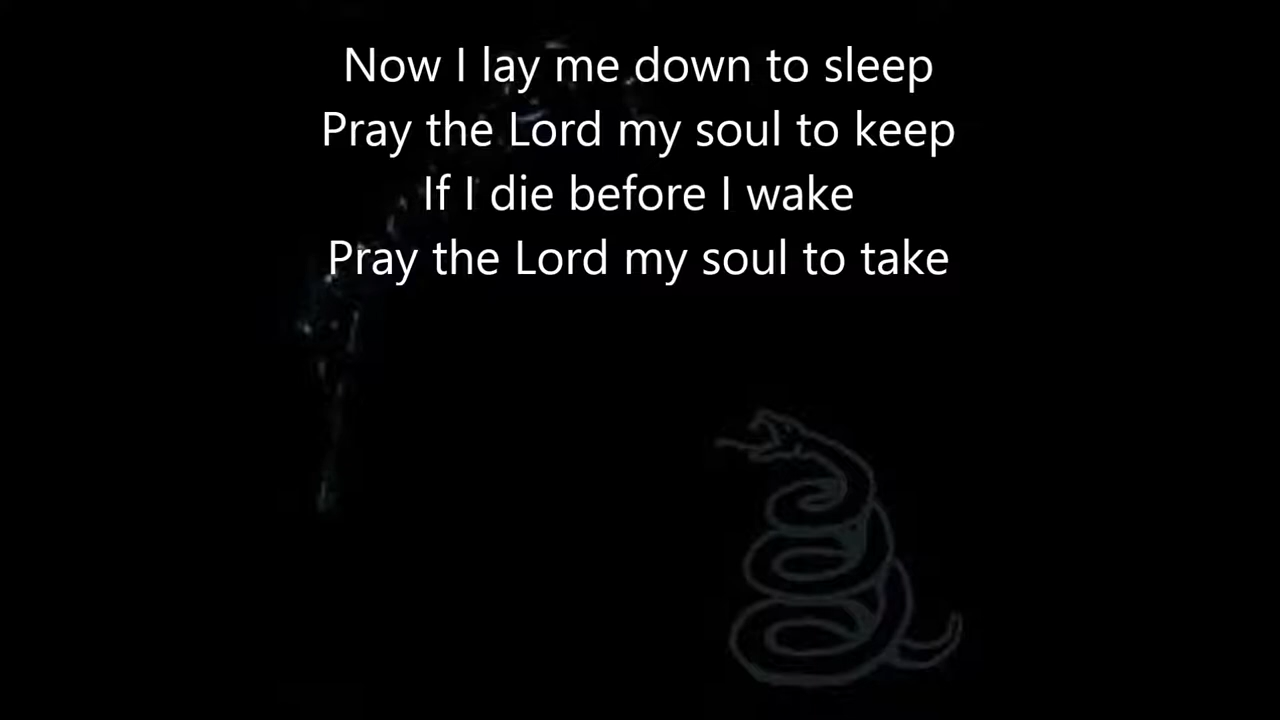 Now I lay me down to sleep
Pray the Lord my soul to keep
If I die before I wake
Pray the Lord my soul to take